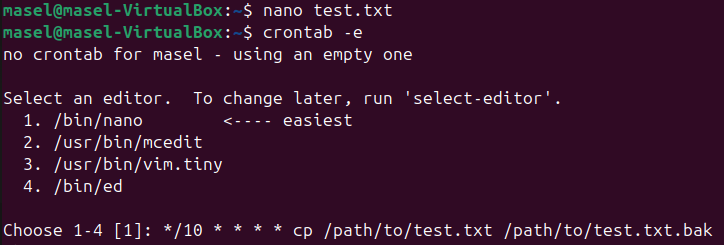 masel@masel-VirtualBox:~$ nano test.txt
masel@masel-VirtualBox:~$ crontab -e
no crontab for masel - using an empty one
Select an editor.  To change later, run 'select-editor'.
  1. /bin/nano        <---- easiest
  2. /usr/bin/mcedit
  3. /usr/bin/vim.tiny
  4. /bin/ed
Choose 1-4 [1]: */10 * * * * cp /path/to/test.txt /path/to/test.txt.bak